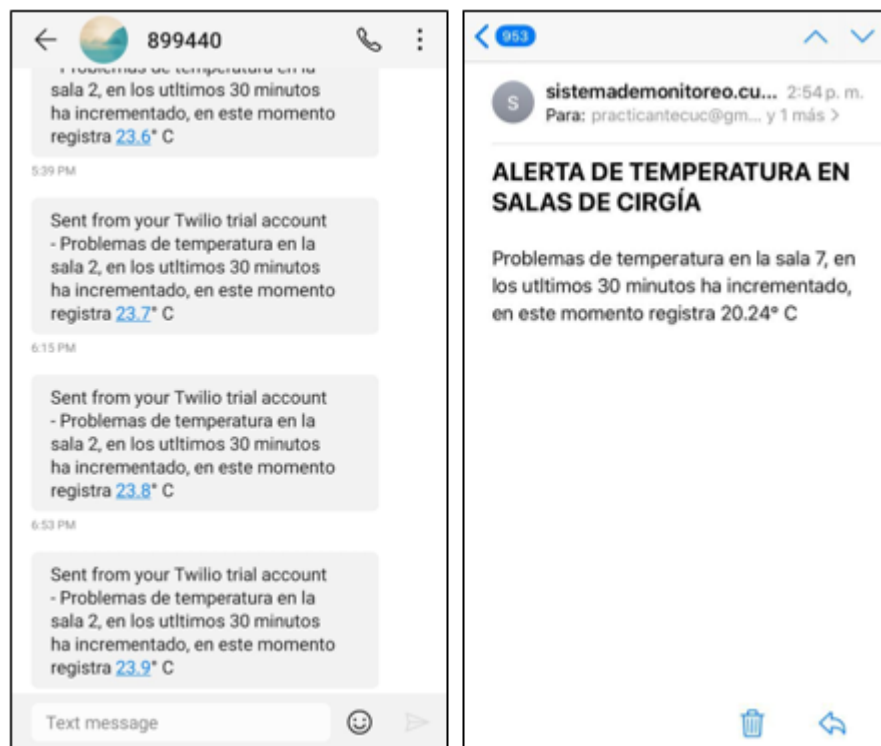 899440
- Problemas de temperatura en la
sala 2, en los utltimos 30 minutos
ha incrementado, en este momento
registra 23.6° C
5:39 PM
Sent from your Twilio trial account
- Problemas de temperatura en la
sala 2, en los utltimos 30 minutos
ha incrementado, en este momento
registra 23.7° C
6:15 PM
Sent from your Twilio trial account
- Problemas de temperatura en la
sala 2, en los utltimos 30 minutos
ha incrementado, en este momento
registra 23.8° C
6:53 PM
Sent from your Twilio trial account
- Problemas de temperatura en la
sala 2, en los utltimos 30 minutos
ha incrementado, en este momento
registra 23.9° C
Text message
953
S
sistemademonitoreo.cu... 2:54 p. m.
Para: practicantecuc@gm... y 1 más >
ALERTA DE TEMPERATURA EN
SALAS DE CIRGÍA
Problemas de temperatura en la sala 7, en
los utltimos 30 minutos ha incrementado,
en este momento registra 20.24° C